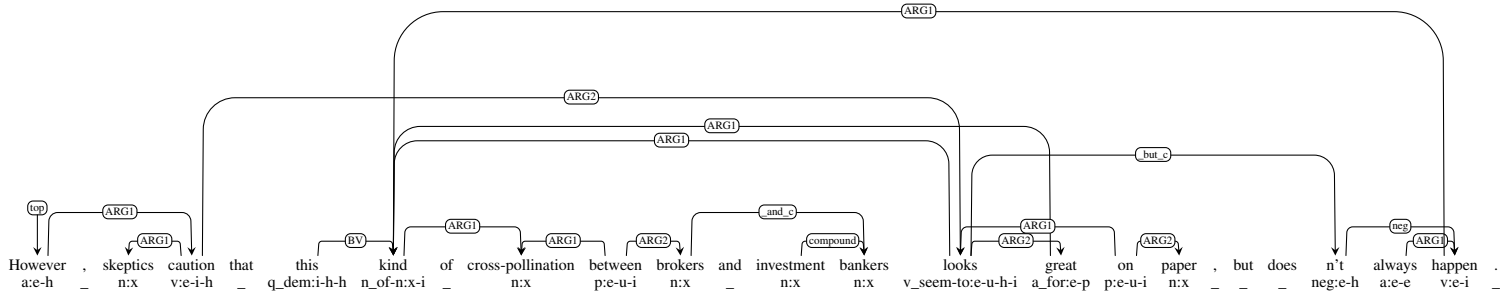 ARG1
ARG2
ARG1
ARG1
_but_c
top ARG1 ARG1 _and_c ARG1 neg
ARG1 BV ARG1 ARG2 compound ARG2 ARG2 ARG1
However , skeptics caution that this kind of cross-pollination between brokers and investment bankers looks great on paper , but does n't always happen .
a:e-h _ n:x v:e-i-h _ q_dem:i-h-h n_of-n:x-i _ n:x p:e-u-i n:x _ n:x n:x v_seem-to:e-u-h-i a_for:e-p p:e-u-i n:x _ _ _ neg:e-h a:e-e v:e-i _